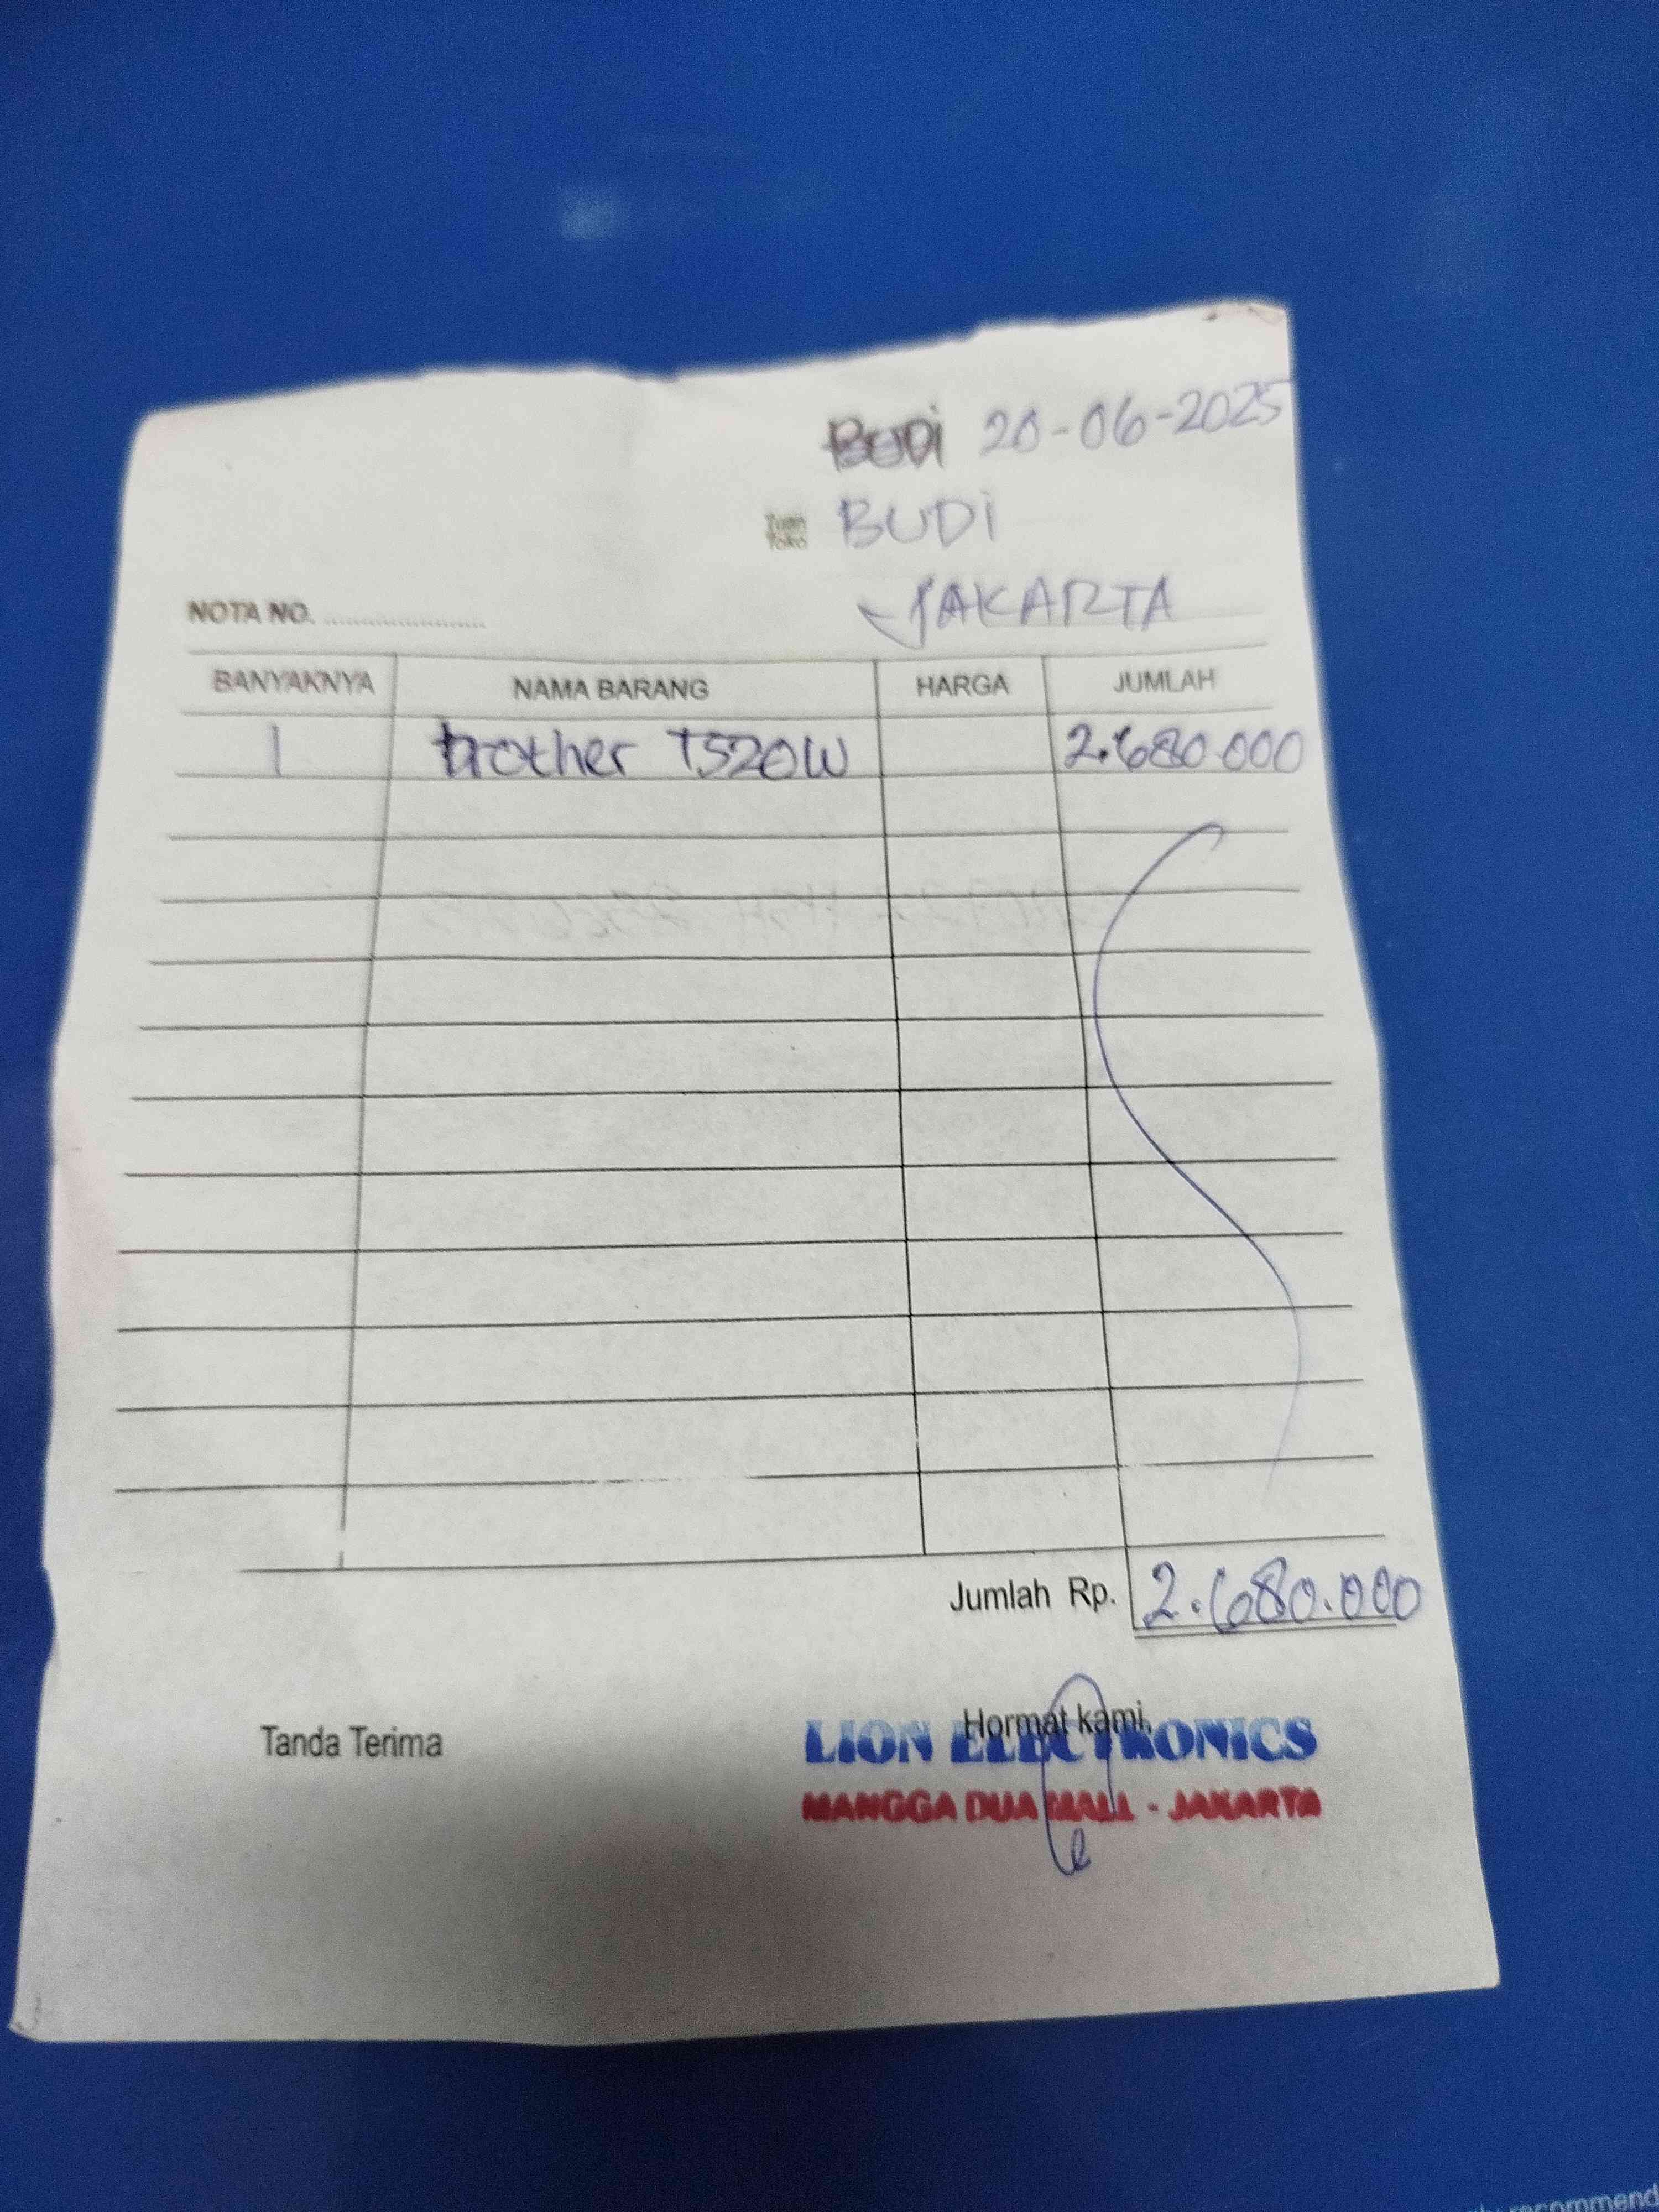 BUDI 20-06-2025
Tuan
Toko
BUDI
JAKARTA
NOTA NO. ........................
BANYAKNYA NAMA BARANG HARGA JUMLAH
1 brother T520W 2.680.000
Jumlah Rp. 2.680.000
Tanda Terima Hormat kami,
LION ELECTRONICS
MANGGA DUA MALL - JAKARTA
recommend